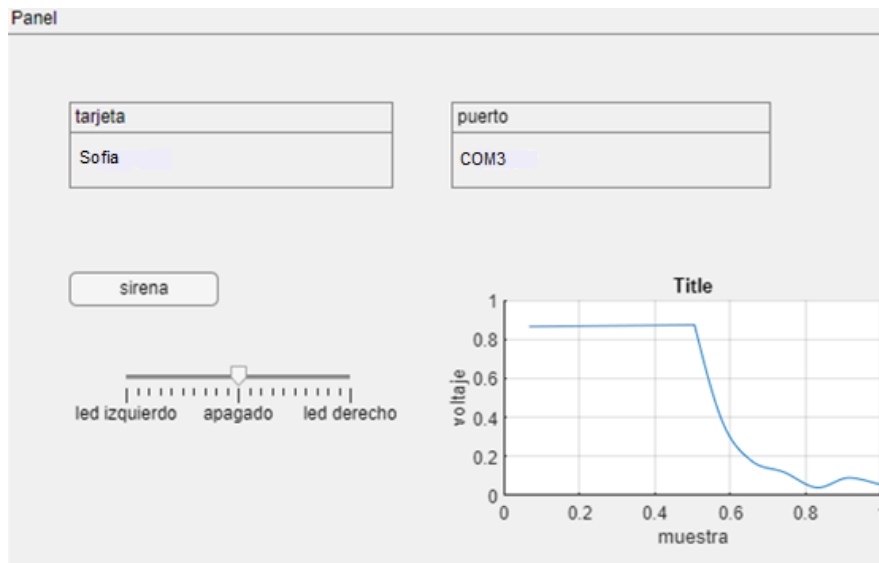 Panel
tarjeta
Sofia
puerto
COM3
sirena
led izquierdo apagado led derecho
Title
1
0.8
0.6
0.4
0.2
0
voltaje
0 0.2 0.4 0.6 0.8
muestra